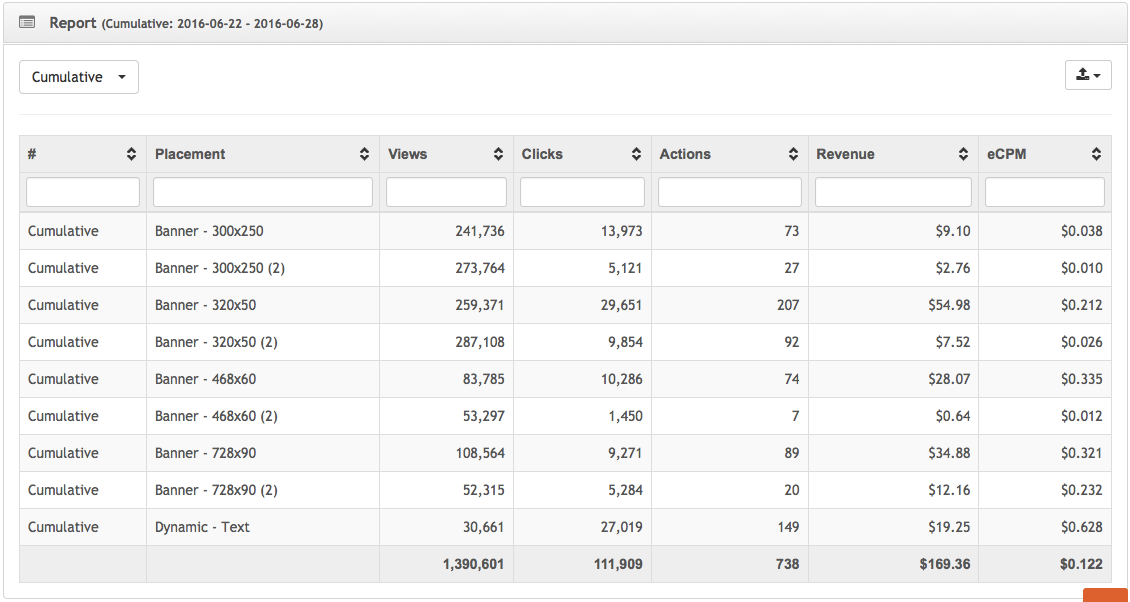 Report (Cumulative: 2016-06-22 - 2016-06-28)
Cumulative
# Placement Views Clicks Actions Revenue eCPM
Cumulative Banner - 300x250 241,736 13,973 73 $9.10 $0.038
Cumulative Banner - 300x250 (2) 273,764 5,121 27 $2.76 $0.010
Cumulative Banner - 320x50 259,371 29,651 207 $54.98 $0.212
Cumulative Banner - 320x50 (2) 287,108 9,854 92 $7.52 $0.026
Cumulative Banner - 468x60 83,785 10,286 74 $28.07 $0.335
Cumulative Banner - 468x60 (2) 53,297 1,450 7 $0.64 $0.012
Cumulative Banner - 728x90 108,564 9,271 89 $34.88 $0.321
Cumulative Banner - 728x90 (2) 52,315 5,284 20 $12.16 $0.232
Cumulative Dynamic - Text 30,661 27,019 149 $19.25 $0.628
1,390,601 111,909 738 $169.36 $0.122